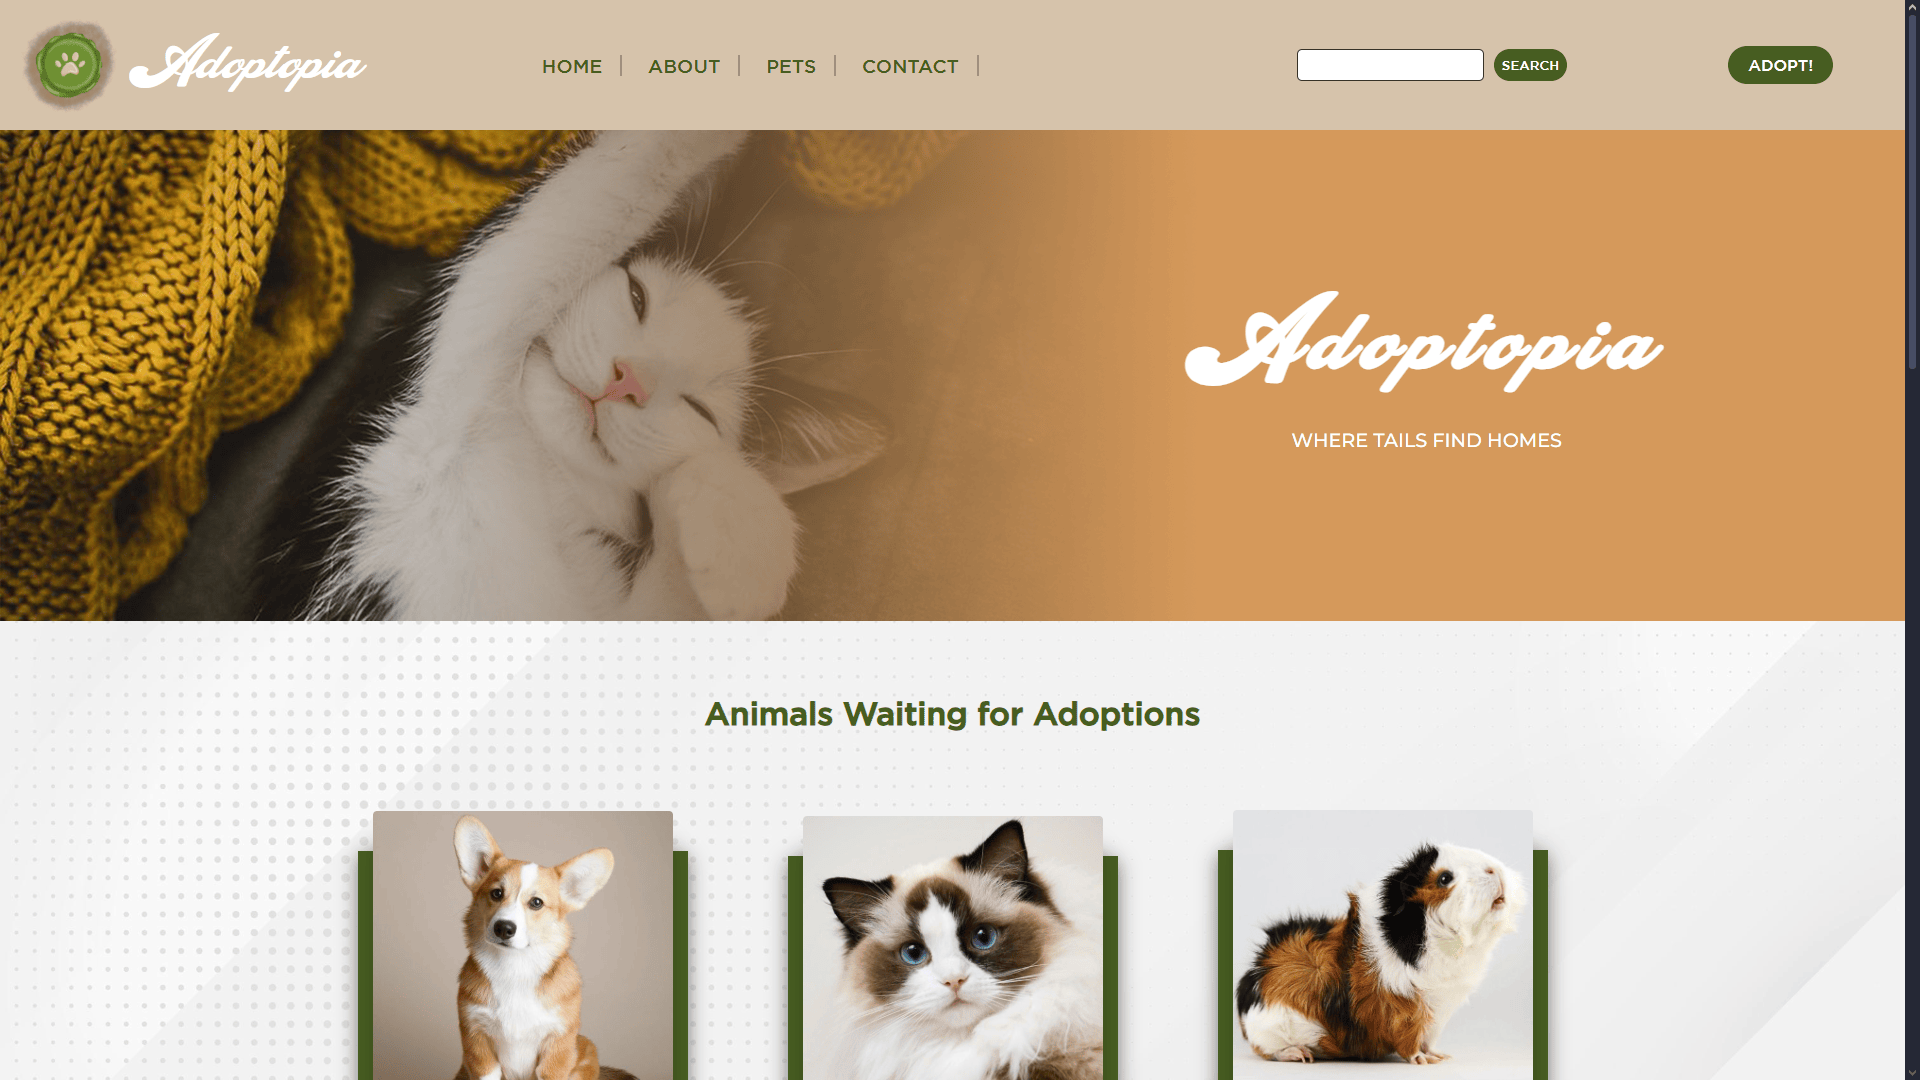 Adoptopia
HOME
ABOUT
PETS
CONTACT
SEARCH
ADOPT!
Adoptopia
WHERE TAILS FIND HOMES
Animals Waiting for Adoptions